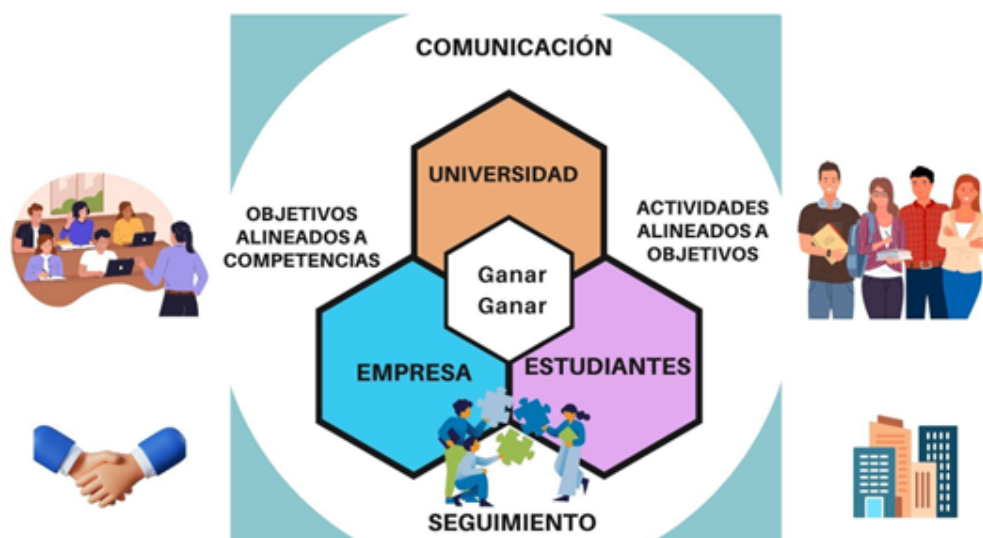 COMUNICACIÓN
UNIVERSIDAD
OBJETIVOS
ALINEADOS A
COMPETENCIAS
ACTIVIDADES
ALINEADOS A
OBJETIVOS
Ganar
Ganar
EMPRESA
ESTUDIANTES
SEGUIMIENTO